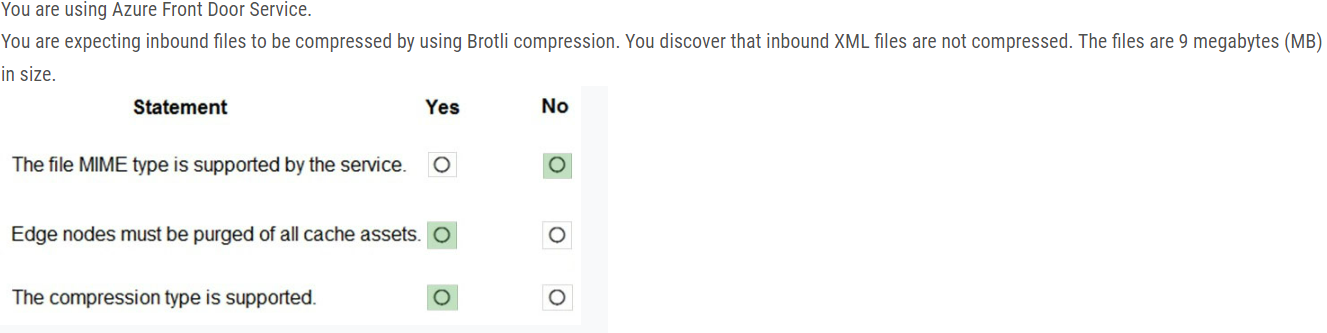 You are using Azure Front Door Service.
You are expecting inbound files to be compressed by using Brotli compression. You discover that inbound XML files are not compressed. The files are 9 megabytes (MB)
in size.
Statement Yes No
The file MIME type is supported by the service.
Edge nodes must be purged of all cache assets.
The compression type is supported.